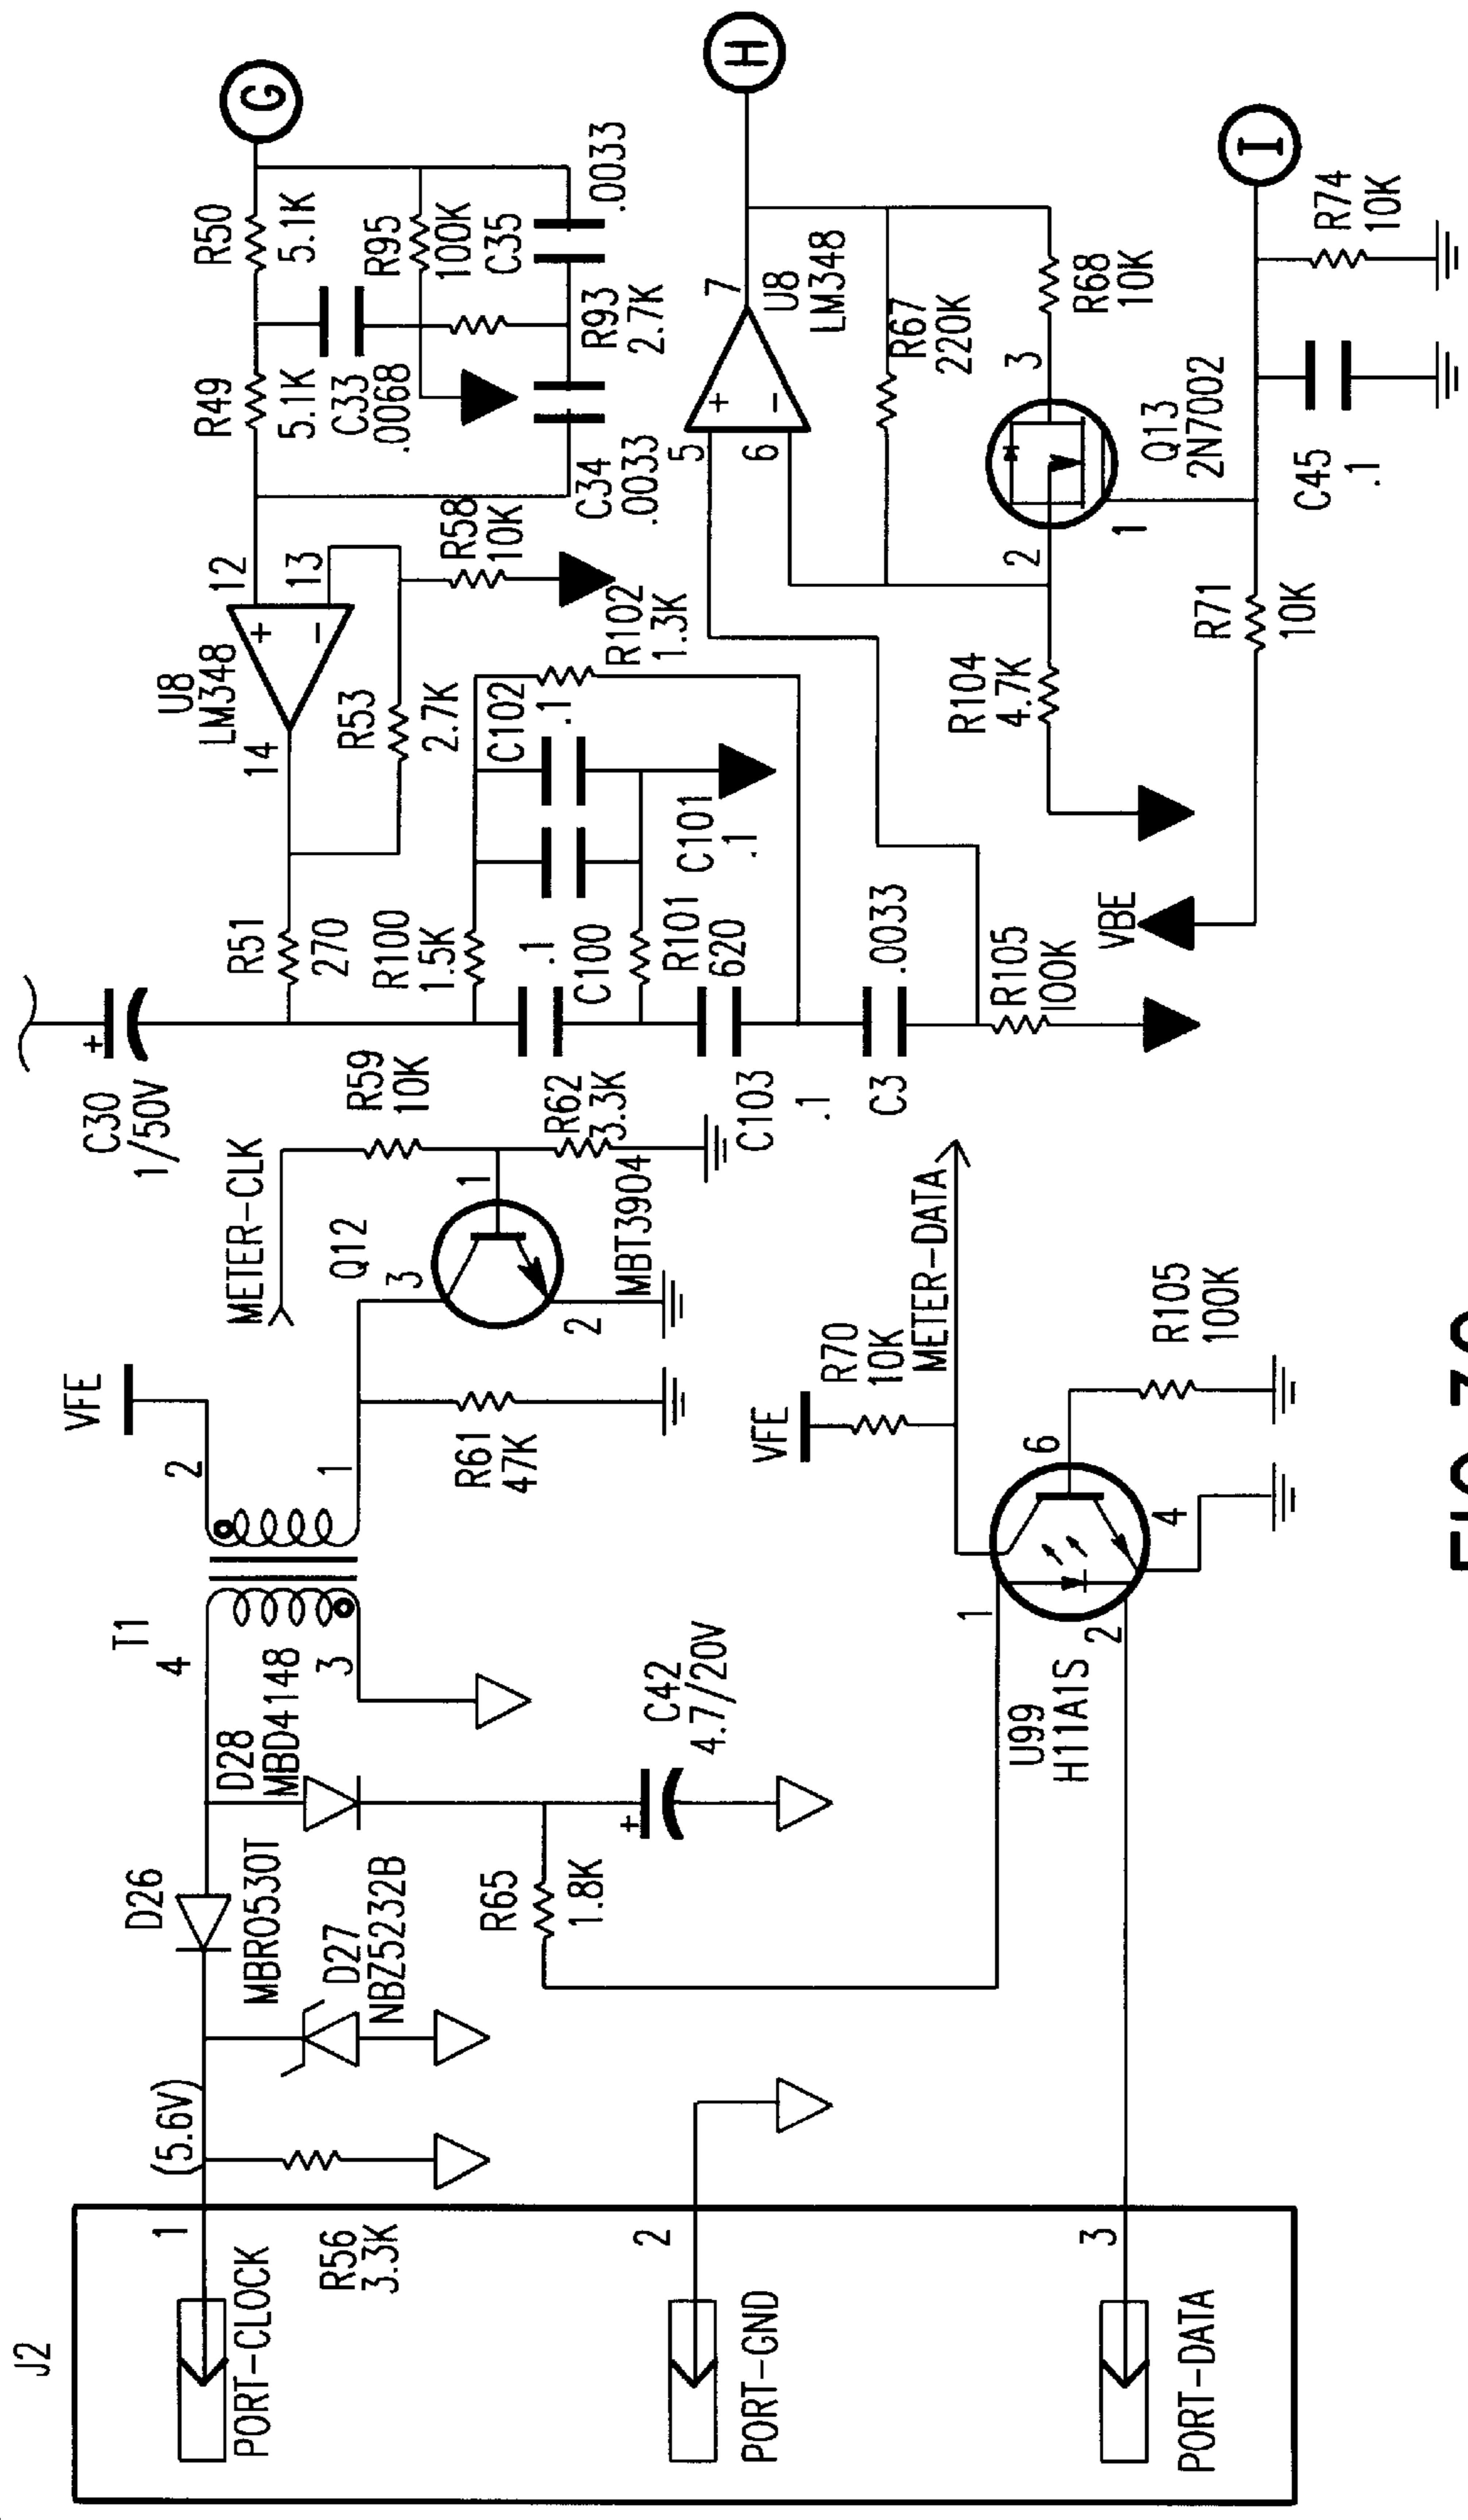 J2
1
PORT-CLOCK
R56
3.3K
2
PORT-GND
3
PORT-DATA
(5.6V)
D27
NBZ5232B
D26
MBR0530T
D28
MBD4148
R65
1.8K
C42
4.7/20V
+
T1
4
3
2
1
VFE
R61
47K
METER-CLK
Q12
3
1
2
MBT3904
R59
10K
R62
3.3K
U99
H11A1S
1
2
6
4
VFE
R70
10K
METER-DATA
R105
100K
C30
1/50V
+
R51
270
R100
1.5K
.1
C100
R101
620
C103
.1
C3
.0033
R105
100K
C102
.1
C101
.1
R102
1.3K
U8
LM348
14
12
13
+
-
R53
2.7K
R58
10K
R49
5.1K
R50
5.1K
C33
.0068
R95
100K
R93
2.7K
C34
.0033
C35
.0033
G
5
6
7
+
-
U8
LM348
H
R67
220K
R68
10K
R104
4.7K
2
3
1
Q13
2N7002
VBE
R71
10K
C45
.1
R74
10K
I